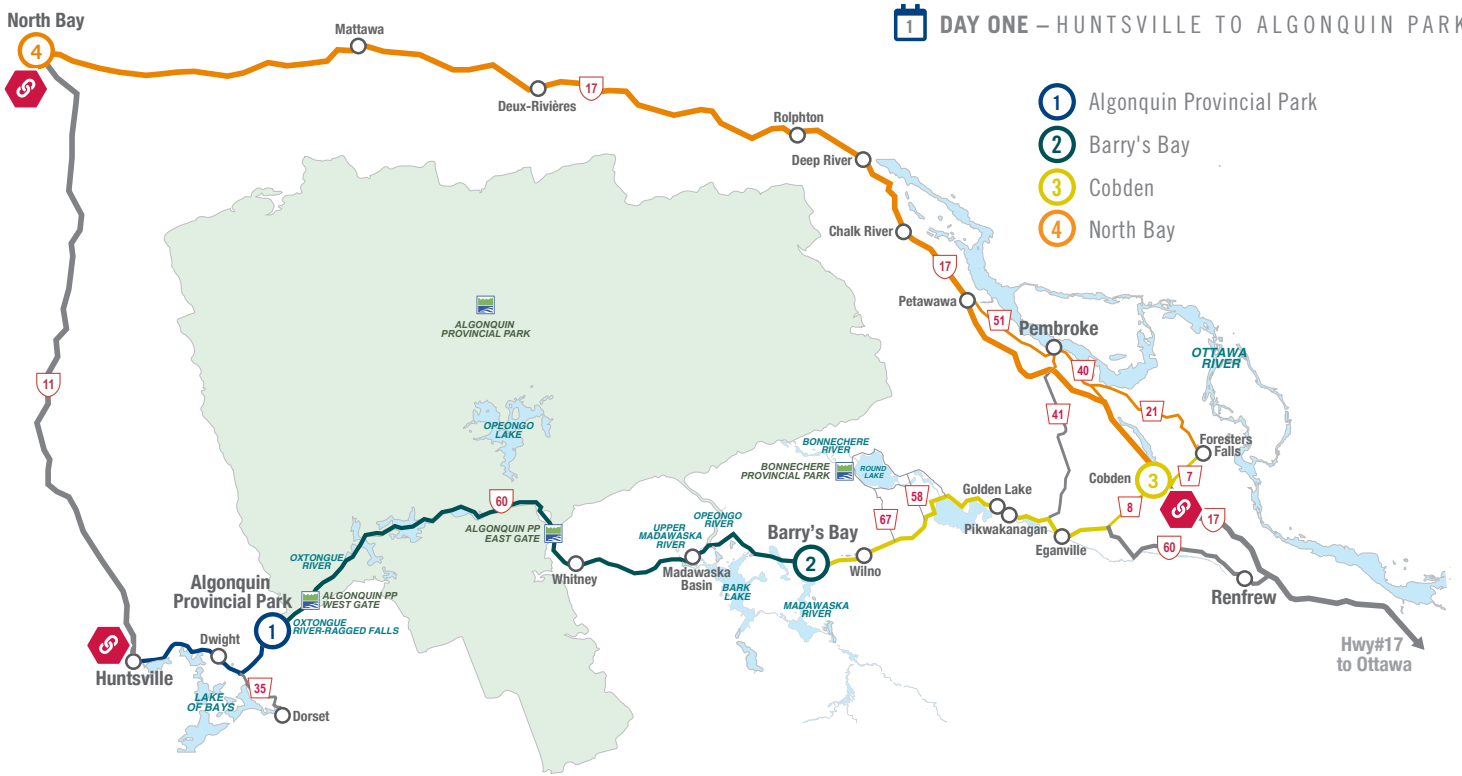 North Bay
4
Mattawa
Deux-Rivières
17
Rolphton
Deep River
Chalk River
17
Petawawa
51
Pembroke
40
41
21
OTTAWA
RIVER
Foresters
Falls
7
Cobden
3
8
17
60
Renfrew
Hwy#17
to Ottawa
1
DAY ONE – HUNTSVILLE TO ALGONQUIN PARK
1 Algonquin Provincial Park
2 Barry's Bay
3 Cobden
4 North Bay
11
ALGONQUIN
PROVINCIAL PARK
OPEONGO
LAKE
60
ALGONQUIN PP
EAST GATE
OXTONGUE
RIVER
Algonquin
Provincial Park
ALGONQUIN PP
WEST GATE
1
OXTONGUE
RIVER-RAGGED FALLS
Huntsville
Dwight
LAKE
OF BAYS
35
Dorset
Whitney
UPPER
MADAWASKA
RIVER
OPEONGO
RIVER
Madawaska
Basin
BARK
LAKE
Barry's Bay
2
MADAWASKA
RIVER
BONNECHERE
RIVER
BONNECHERE
PROVINCIAL PARK
ROUND
LAKE
58
67
Wilno
Golden Lake
Pikwakanagan
Eganville